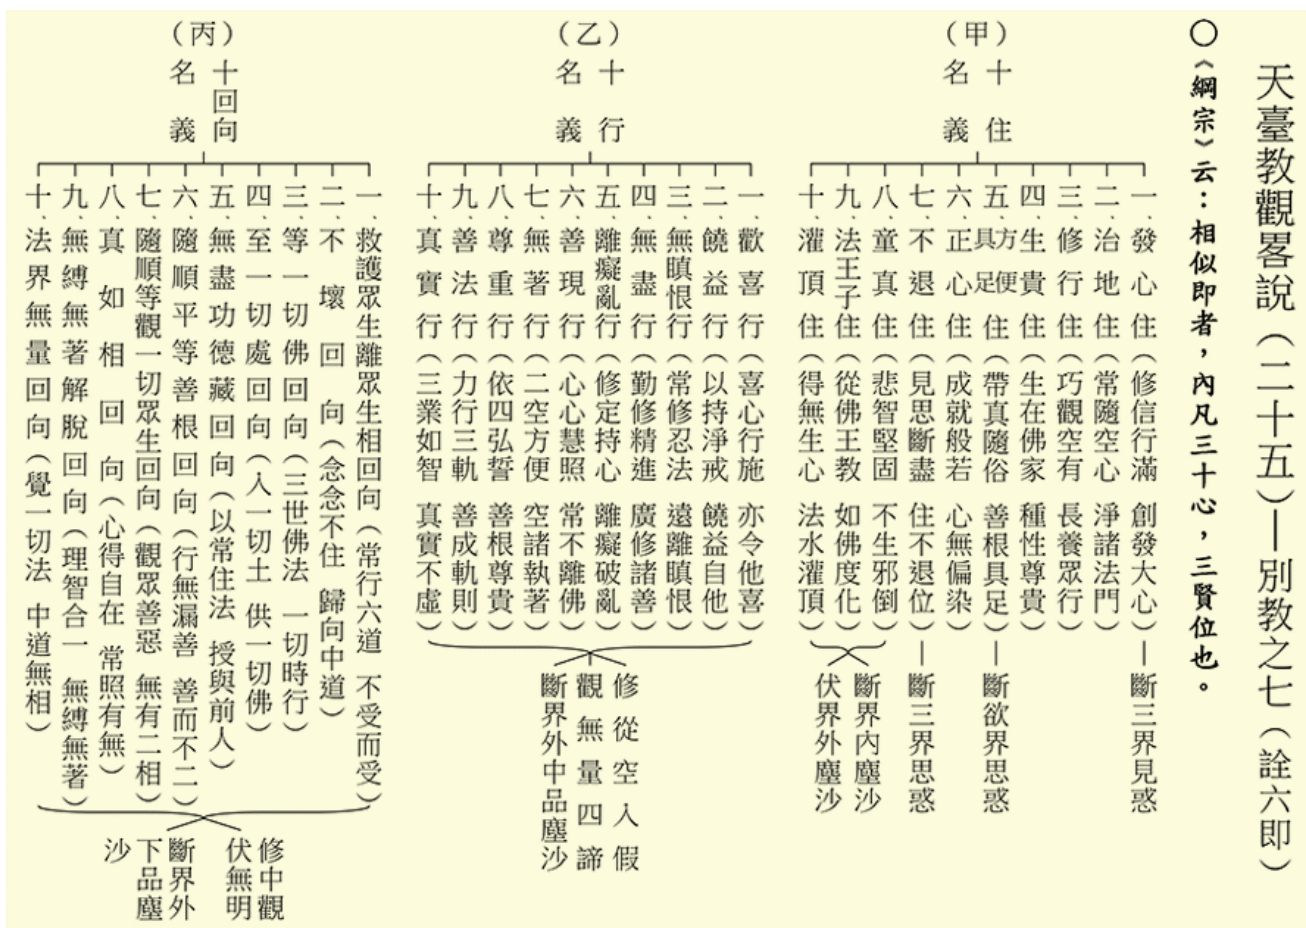 天臺教觀畧說（二十五）—別教之七（詮六即）
○《綱宗》云：相似即者，內凡三十心，三賢位也。
（甲）
十住
名義
一、發心住（修信行滿　創發大心）
斷三界見惑
二、治地住（常隨空心　淨諸法門）
三、修行住（巧觀空有　長養眾行）
四、生貴住（生在佛家　種性尊貴）
五、方便具足住（帶真隨俗　善根具足）
斷欲界思惑
六、正心住（成就般若　心無偏染）
七、不退住（見思斷盡　住不退位）
斷三界思惑
八、童真住（悲智堅固　不生邪倒）
九、法王子住（從佛王教　如佛度化）
十、灌頂住（得無生心　法水灌頂）
斷界內塵沙
伏界外塵沙
（乙）
十行
名義
一、歡喜行（喜心行施　亦令他喜）
二、饒益行（以持淨戒　饒益自他）
三、無瞋恨行（常修忍法　遠離瞋恨）
四、無盡行（勤修精進　廣修諸善）
五、離癡亂行（修定持心　離癡破亂）
六、善現行（心心慧照　常不離佛）
七、無著行（二空方便　空諸執著）
八、尊重行（依四弘誓　善根尊貴）
九、善法行（力行三軌　善成軌則）
十、真實行（三業如智　真實不虛）
修從空入假
觀無量四諦
斷界外中品塵沙
（丙）
十回向
名義
一、救護眾生離眾生相回向（常行六道　不受而受）
二、不壞回向（念念不住　歸向中道）
三、等一切佛回向（三世佛法　一切時行）
四、至一切處回向（入一切土　供一切佛）
五、無盡功德藏回向（以常住法　授與前人）
六、隨順平等善根回向（行無漏善　善而不二）
七、隨順等觀一切眾生回向（觀眾善惡　無有二相）
八、真如相回向（心得自在　常照有無）
九、無縛無著解脫回向（理智合一　無縛無著）
十、法界無量回向（覺一切法　中道無相）
修中觀
伏無明
斷界外
下品塵
沙